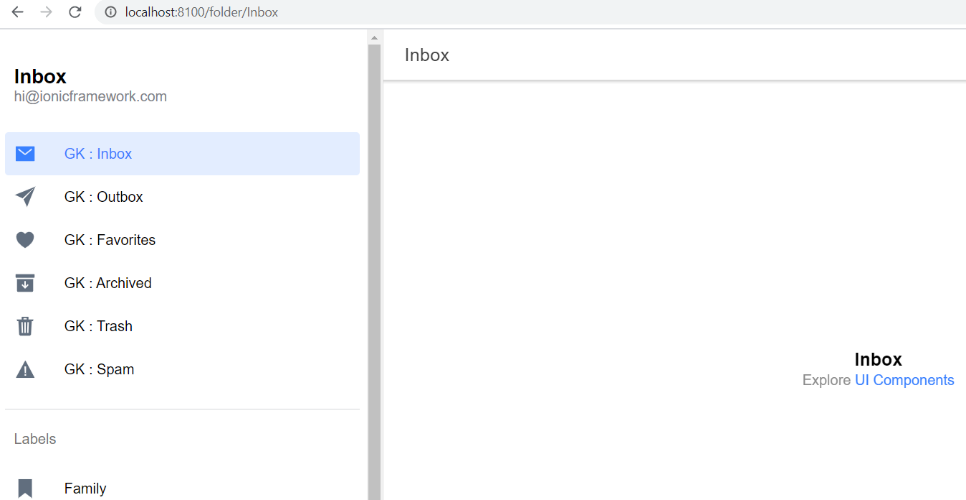 localhost:8100/folder/Inbox
Inbox
hi@ionicframework.com
GK : Inbox
GK : Outbox
GK : Favorites
GK : Archived
GK : Trash
GK : Spam
Labels
Family
Inbox
Inbox
Explore UI Components